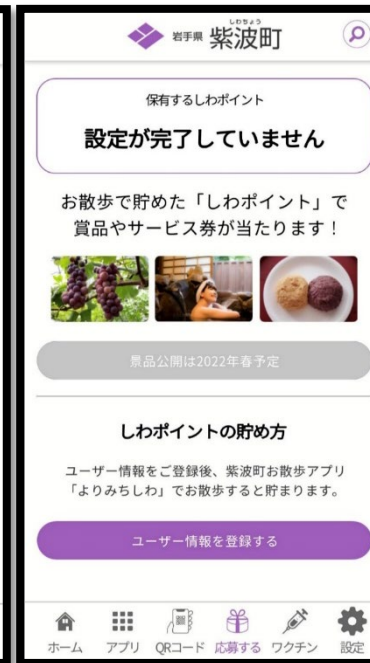 しわちょう
岩手県 紫波町
保有するしわポイント
設定が完了していません
お散歩で貯めた「しわポイント」で
賞品やサービス券が当たります！
景品公開は2022年春予定
しわポイントの貯め方
ユーザー情報をご登録後、紫波町お散歩アプリ
「よりみちしわ」でお散歩すると貯まります。
ユーザー情報を登録する
ホーム アプリ QRコード 応募する ワクチン 設定